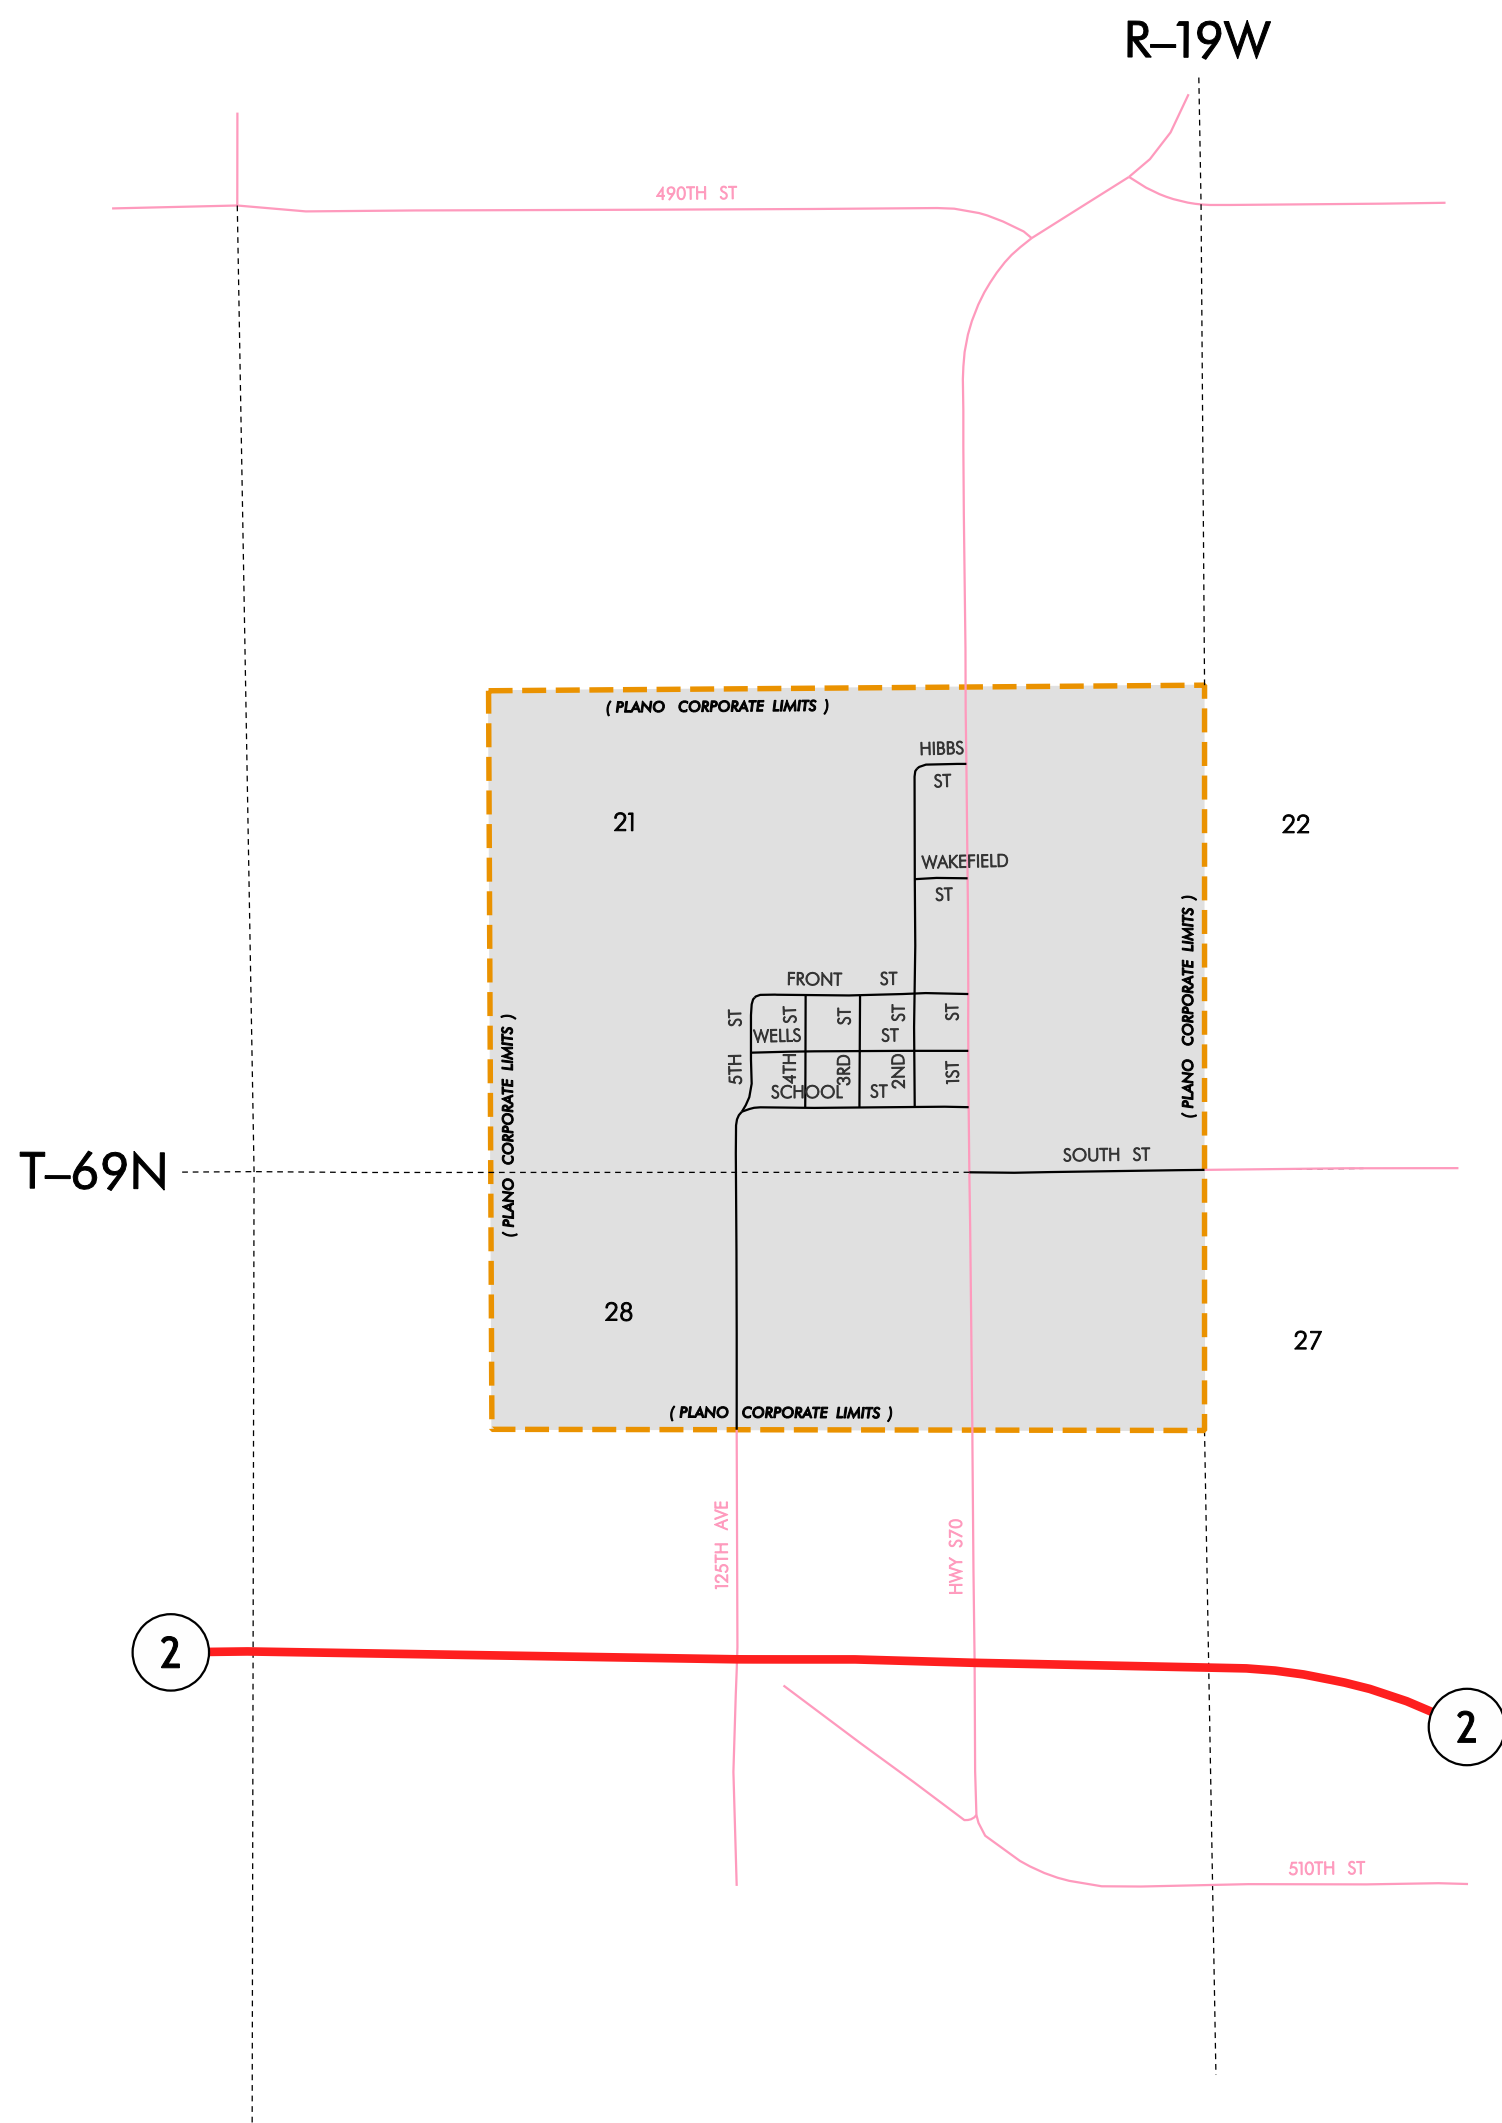 R–19W
490TH ST
( PLANO CORPORATE LIMITS )
HIBBS
ST
21
22
WAKEFIELD
ST
( PLANO CORPORATE LIMITS )
FRONT ST
5TH ST
4TH ST
3RD ST
2ND ST
1ST ST
WELLS ST
SCHOOL ST
( PLANO CORPORATE LIMITS )
T–69N
SOUTH ST
28
27
( PLANO CORPORATE LIMITS )
125TH AVE
HWY S70
2
2
510TH ST